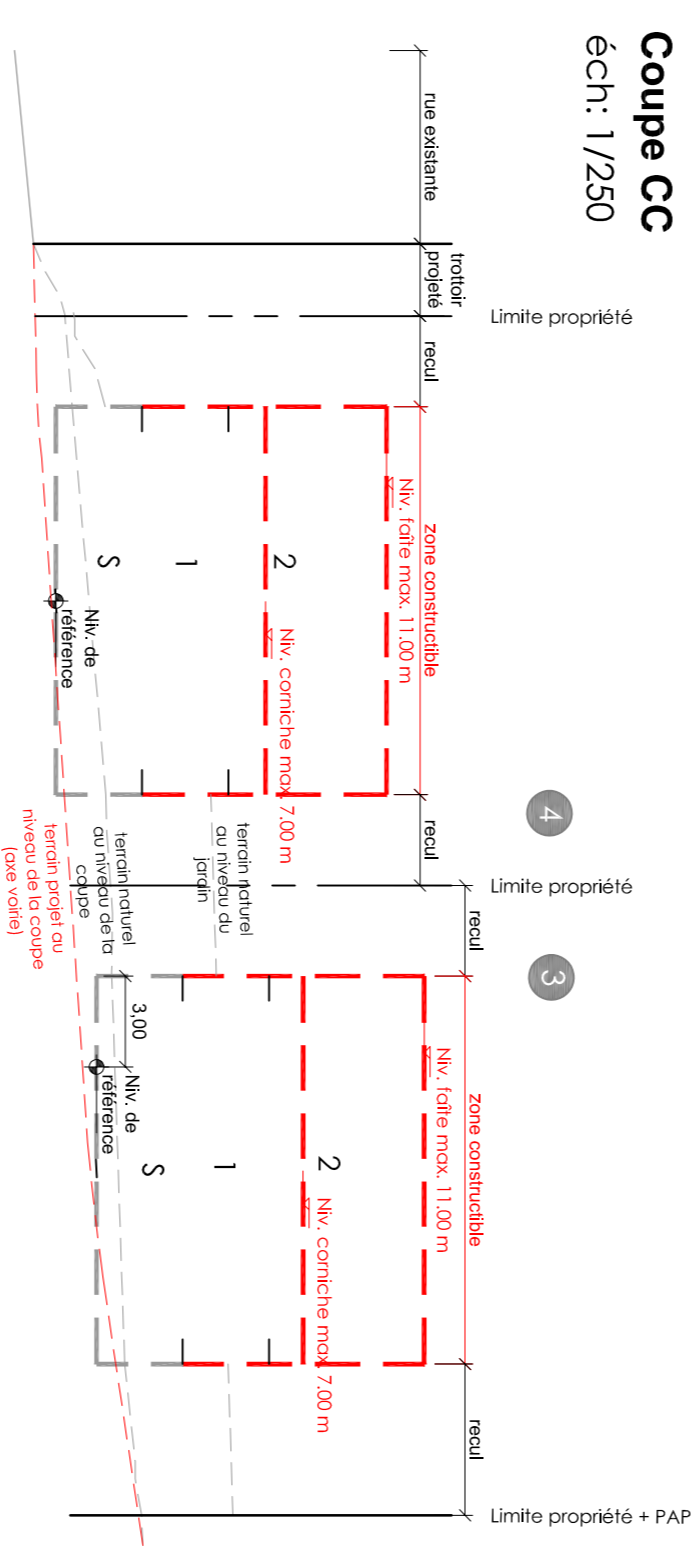 Coupe CC
éch: 1/250
rue existante
trottoir
projeté
Limite propriété
recul
zone constructible
Niv. faîte max. 11.00 m
2
Niv. corniche max. 7.00 m
1
S
Niv. de
référence
recul
4
Limite propriété
terrain naturel
au niveau du
jardin
terrain naturel
au niveau de la
coupe
terrain projet au
niveau de la coupe
(axe voirie)
recul
3
zone constructible
Niv. faîte max. 11.00 m
2
Niv. corniche max. 7.00 m
1
S
3,00
Niv. de
référence
recul
Limite propriété + PAP